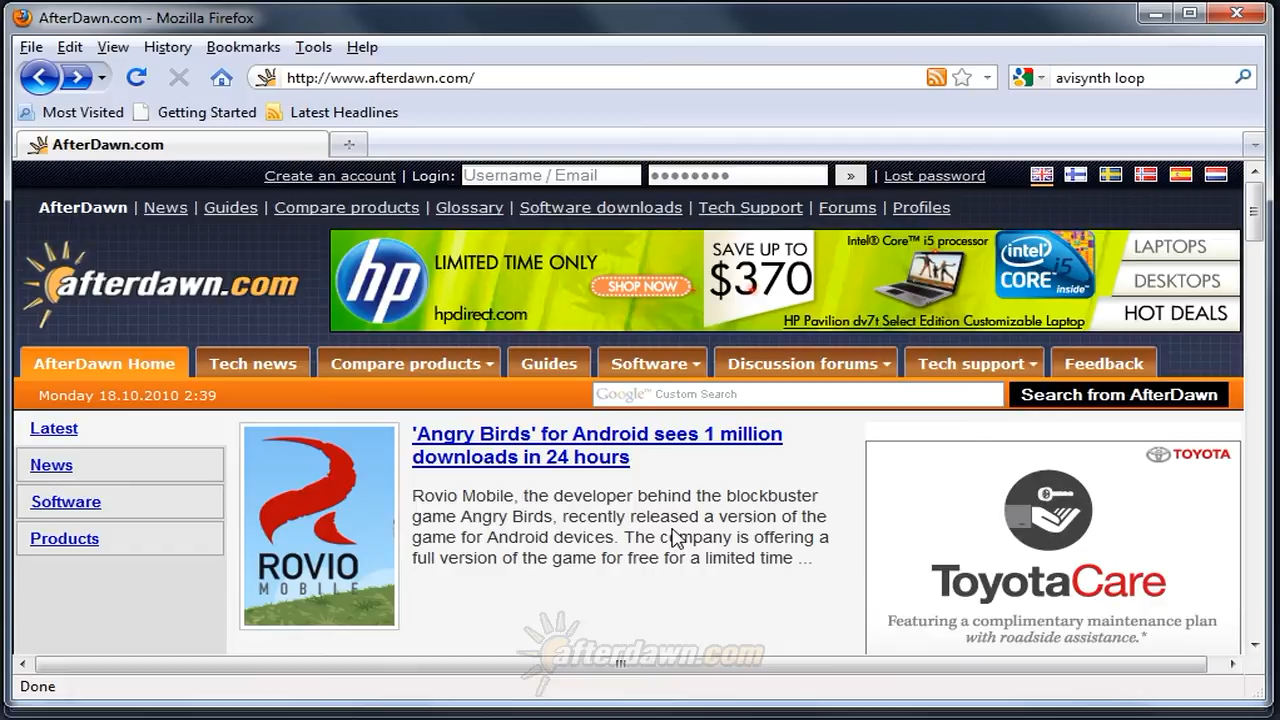 AfterDawn.com - Mozilla Firefox
File Edit View History Bookmarks Tools Help
http://www.afterdawn.com/
avisynth loop
Most Visited Getting Started Latest Headlines
AfterDawn.com
Create an account | Login: Username / Email ●●●●●●●● » | Lost password
AfterDawn | News | Guides | Compare products | Glossary | Software downloads | Tech Support | Forums | Profiles
afterdawn.com
hp
LIMITED TIME ONLY
SHOP NOW
hpdirect.com
SAVE UP TO
$370
Intel® Core™ i5 processor
HP Pavilion dv7t Select Edition Customizable Laptop
intel
CORE i5
inside™
LAPTOPS
DESKTOPS
HOT DEALS
AfterDawn Home Tech news Compare products Guides Software Discussion forums Tech support Feedback
Monday 18.10.2010 2:39
Google™ Custom Search
Search from AfterDawn
Latest
News
Software
Products
ROVIO
MOBILE
'Angry Birds' for Android sees 1 million
downloads in 24 hours
Rovio Mobile, the developer behind the blockbuster
game Angry Birds, recently released a version of the
game for Android devices. The company is offering a
full version of the game for free for a limited time ...
TOYOTA
ToyotaCare
Featuring a complimentary maintenance plan
with roadside assistance.*
afterdawn.com
Done